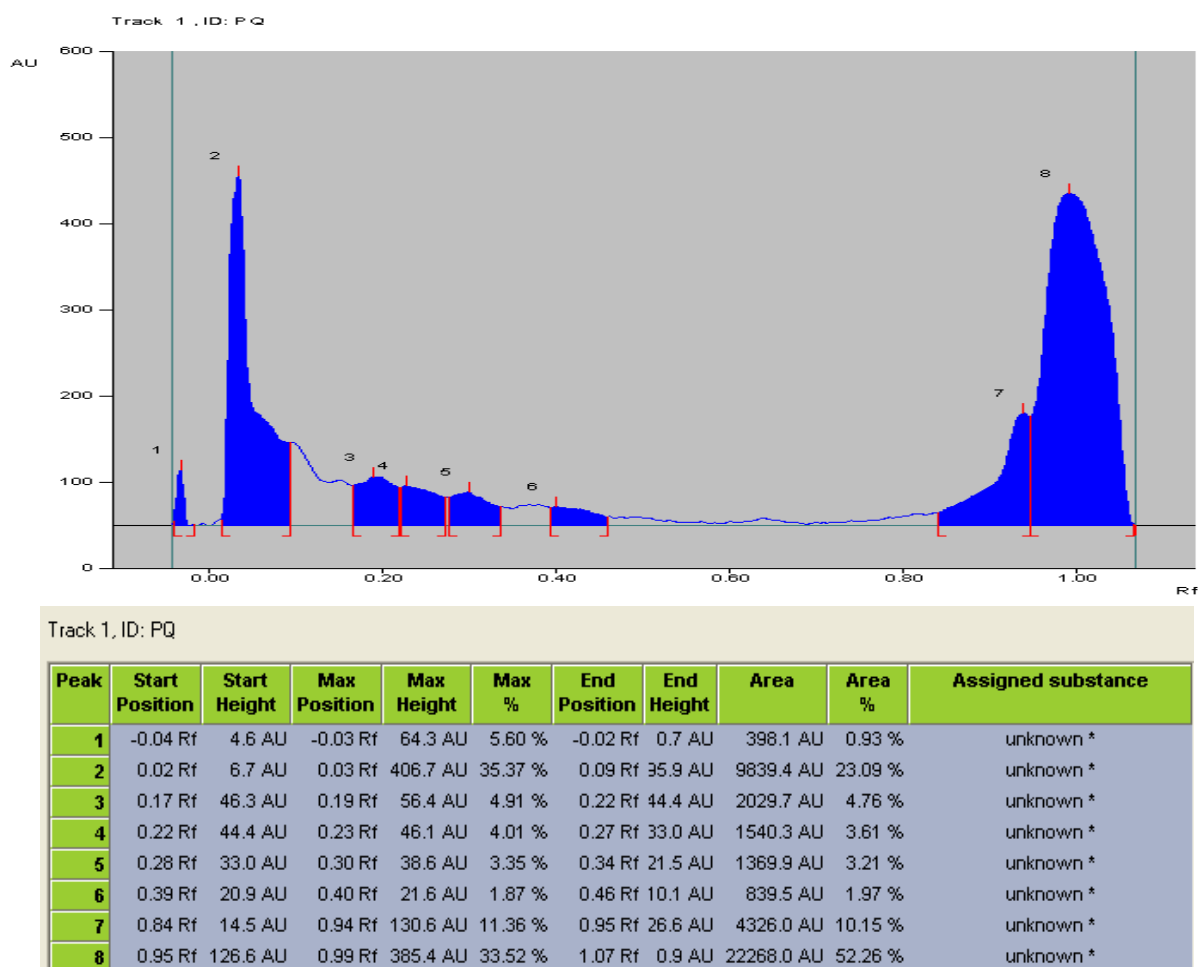 Track 1 , ID: PQ
600
AU
500
2
8
400
300
7
200
1
3
4
5
6
100
0
0.00 0.20 0.40 0.60 0.80 1.00
Rf
Track 1, ID: PQ
Peak Start Position Start Height Max Position Max Height Max % End Position End Height Area Area % Assigned substance
1 -0.04 Rf 4.6 AU -0.03 Rf 64.3 AU 5.60 % -0.02 Rf 0.7 AU 398.1 AU 0.93 % unknown *
2 0.02 Rf 6.7 AU 0.03 Rf 406.7 AU 35.37 % 0.09 Rf 95.9 AU 9839.4 AU 23.09 % unknown *
3 0.17 Rf 46.3 AU 0.19 Rf 56.4 AU 4.91 % 0.22 Rf 44.4 AU 2029.7 AU 4.76 % unknown *
4 0.22 Rf 44.4 AU 0.23 Rf 46.1 AU 4.01 % 0.27 Rf 33.0 AU 1540.3 AU 3.61 % unknown *
5 0.28 Rf 33.0 AU 0.30 Rf 38.6 AU 3.35 % 0.34 Rf 21.5 AU 1369.9 AU 3.21 % unknown *
6 0.39 Rf 20.9 AU 0.40 Rf 21.6 AU 1.87 % 0.46 Rf 10.1 AU 839.5 AU 1.97 % unknown *
7 0.84 Rf 14.5 AU 0.94 Rf 130.6 AU 11.36 % 0.95 Rf 26.6 AU 4326.0 AU 10.15 % unknown *
8 0.95 Rf 126.6 AU 0.99 Rf 385.4 AU 33.52 % 1.07 Rf 0.9 AU 22268.0 AU 52.26 % unknown *